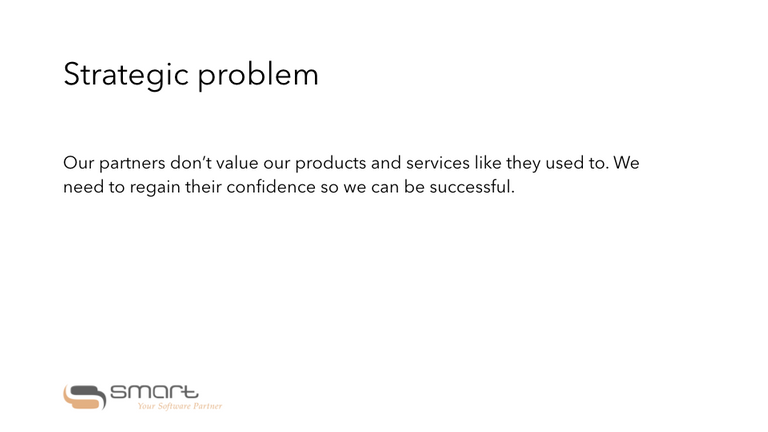 Strategic problem
Our partners don’t value our products and services like they used to. We
need to regain their confidence so we can be successful.
smart
Your Software Partner